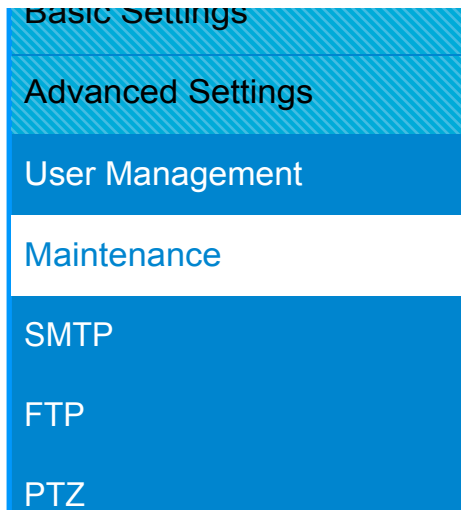 Basic Settings
Advanced Settings
User Management
Maintenance
SMTP
FTP
PTZ